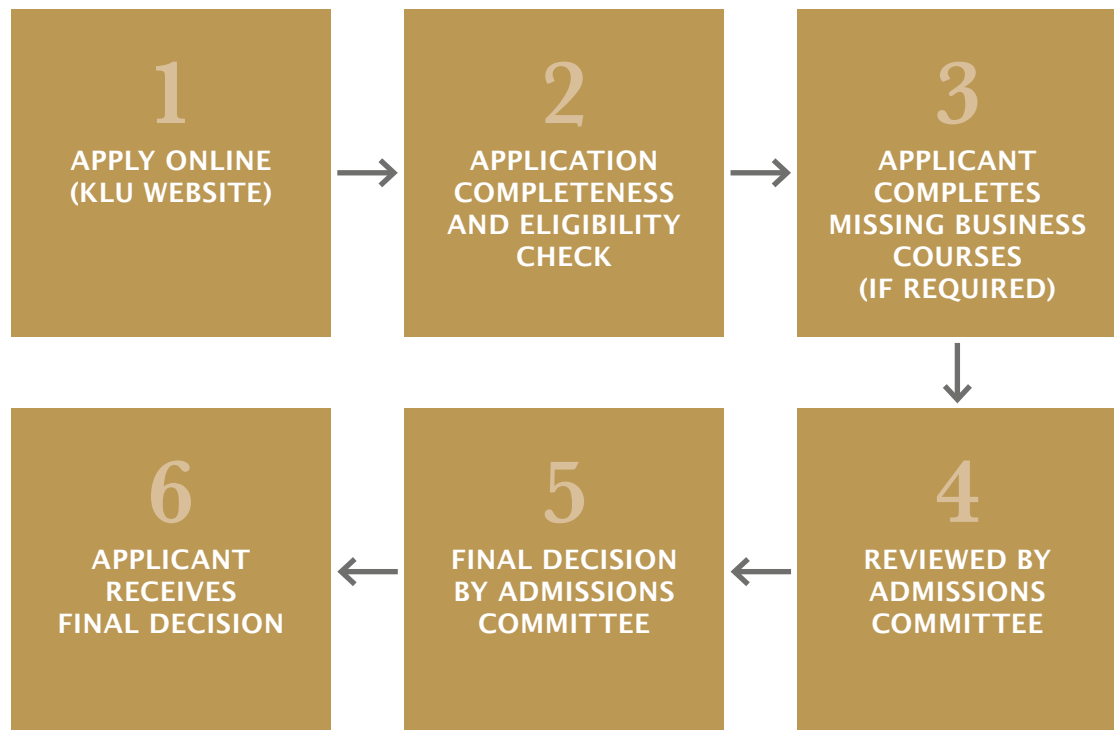 1
APPLY ONLINE
(KLU WEBSITE)
2
APPLICATION
COMPLETENESS
AND ELIGIBILITY
CHECK
3
APPLICANT
COMPLETES
MISSING BUSINESS
COURSES
(IF REQUIRED)
4
REVIEWED BY
ADMISSIONS
COMMITTEE
5
FINAL DECISION
BY ADMISSIONS
COMMITTEE
6
APPLICANT
RECEIVES
FINAL DECISION